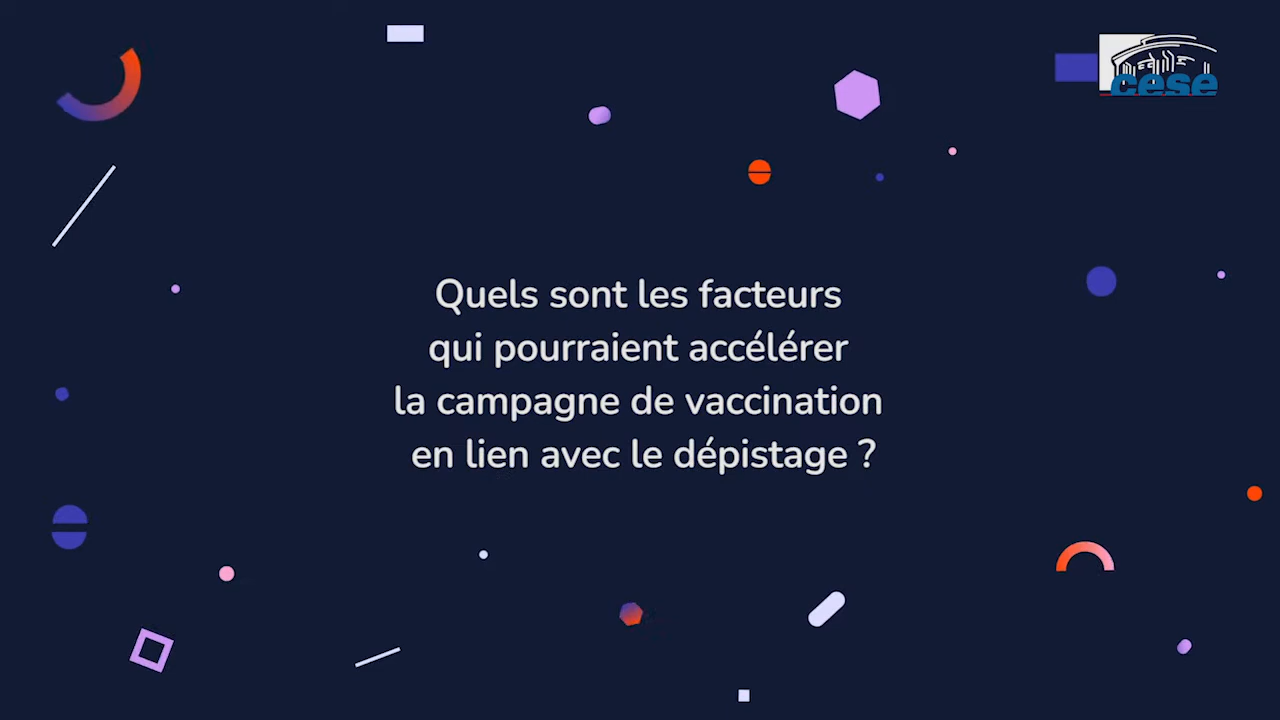 cese
Quels sont les facteurs
qui pourraient accélérer
la campagne de vaccination
en lien avec le dépistage ?